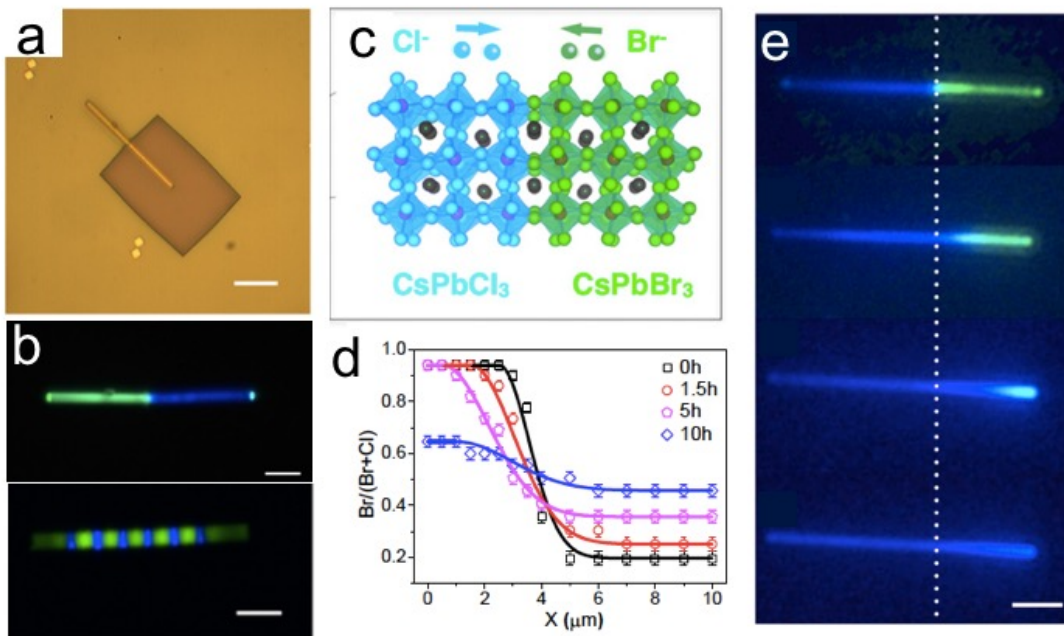 a
b
c
Cl⁻
Br⁻
CsPbCl₃
CsPbBr₃
d
1.0
0.8
0.6
0.4
0.2
Br/(Br+Cl)
0h
1.5h
5h
10h
0 2 4 6 8 10
X (μm)
e